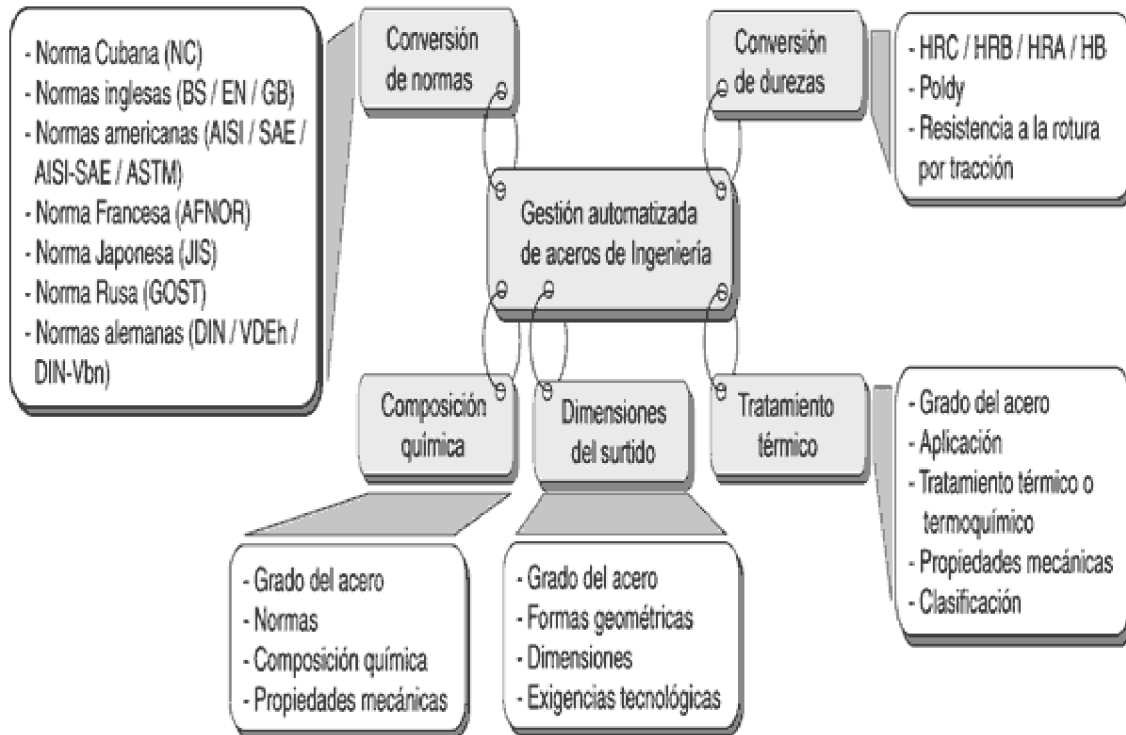 - Norma Cubana (NC)
- Normas inglesas (BS / EN / GB)
- Normas americanas (AISI / SAE /
AISI-SAE / ASTM)
- Norma Francesa (AFNOR)
- Norma Japonesa (JIS)
- Norma Rusa (GOST)
- Normas alemanas (DIN / VDEh /
DIN-Vbn)
Conversión
de normas
Conversión
de durezas
- HRC / HRB / HRA / HB
- Poldy
- Resistencia a la rotura
por tracción
Gestión automatizada
de aceros de Ingeniería
Composición
química
Dimensiones
del surtido
Tratamiento
térmico
- Grado del acero
- Normas
- Composición química
- Propiedades mecánicas
- Grado del acero
- Formas geométricas
- Dimensiones
- Exigencias tecnológicas
- Grado del acero
- Aplicación
- Tratamiento térmico o
termoquímico
- Propiedades mecánicas
- Clasificación